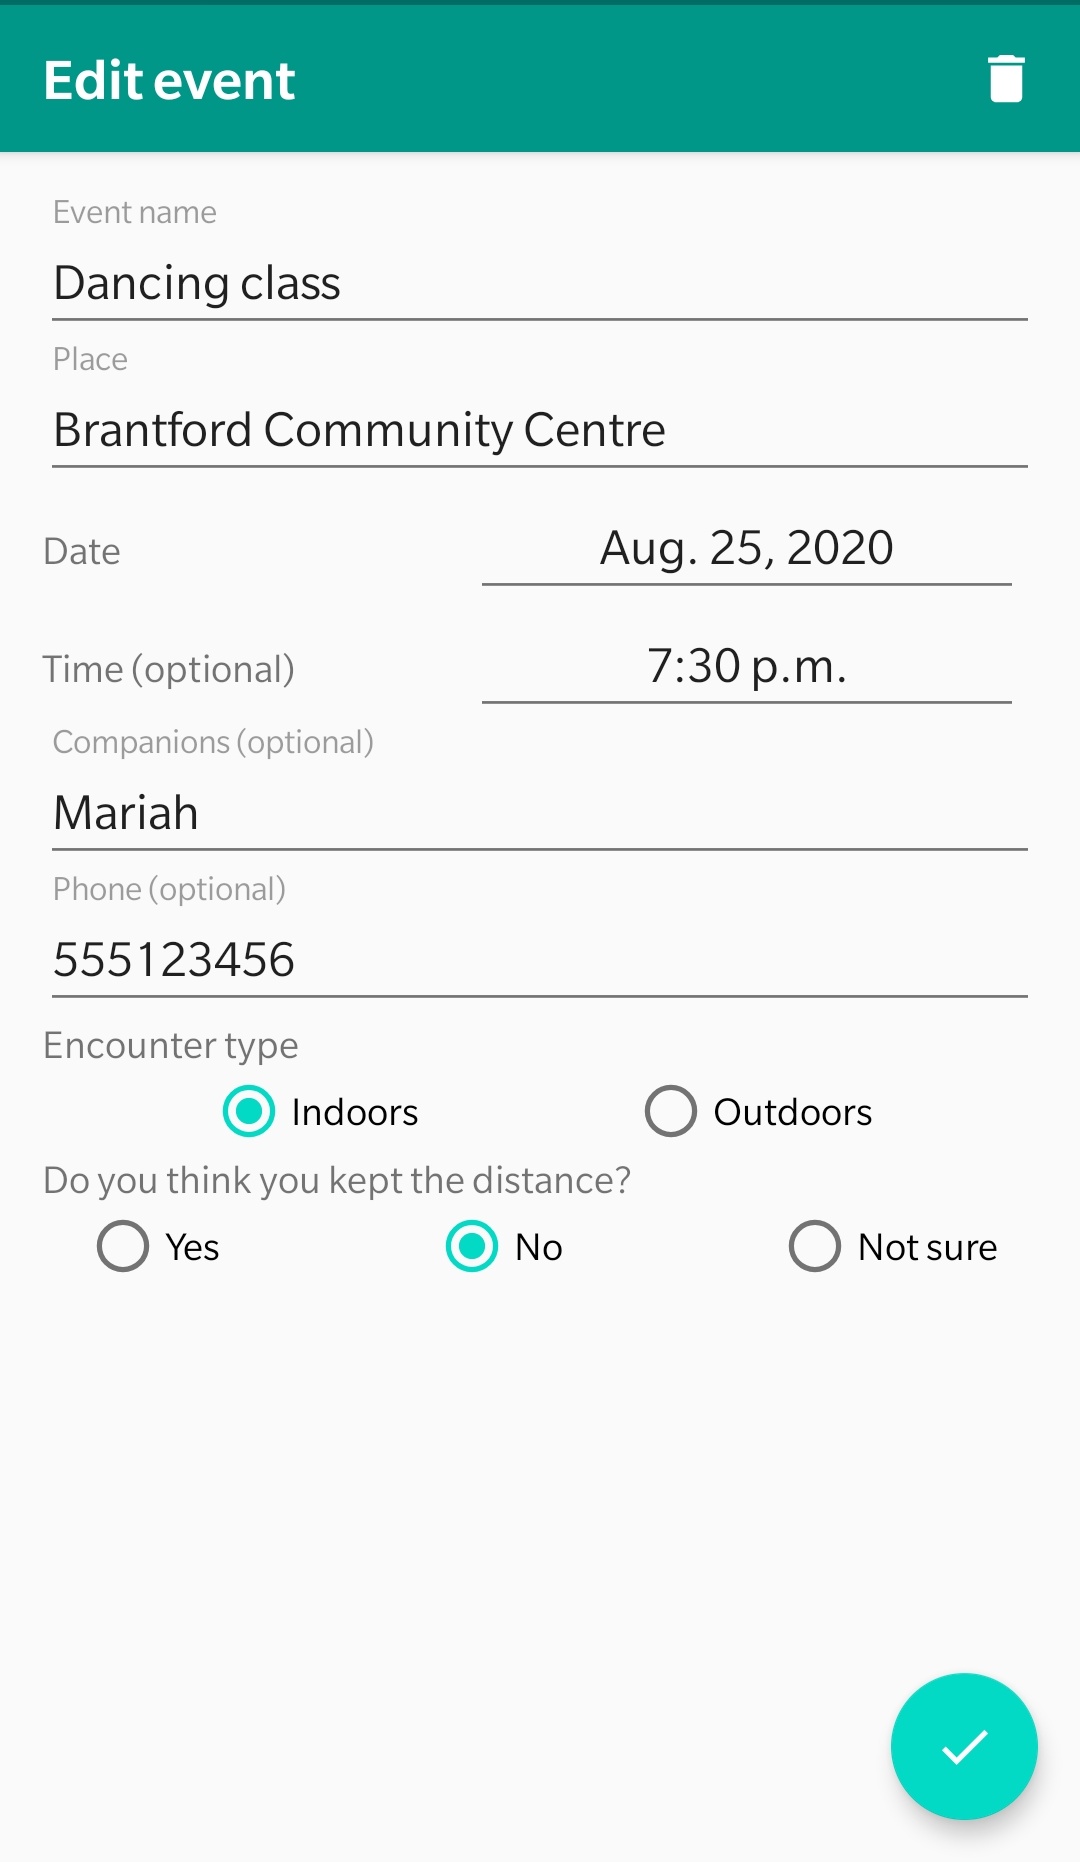 Edit event
Event name
Dancing class
Place
Brantford Community Centre
Date
Aug. 25, 2020
Time (optional)
7:30 p.m.
Companions (optional)
Mariah
Phone (optional)
555123456
Encounter type
Indoors Outdoors
Do you think you kept the distance?
Yes No Not sure